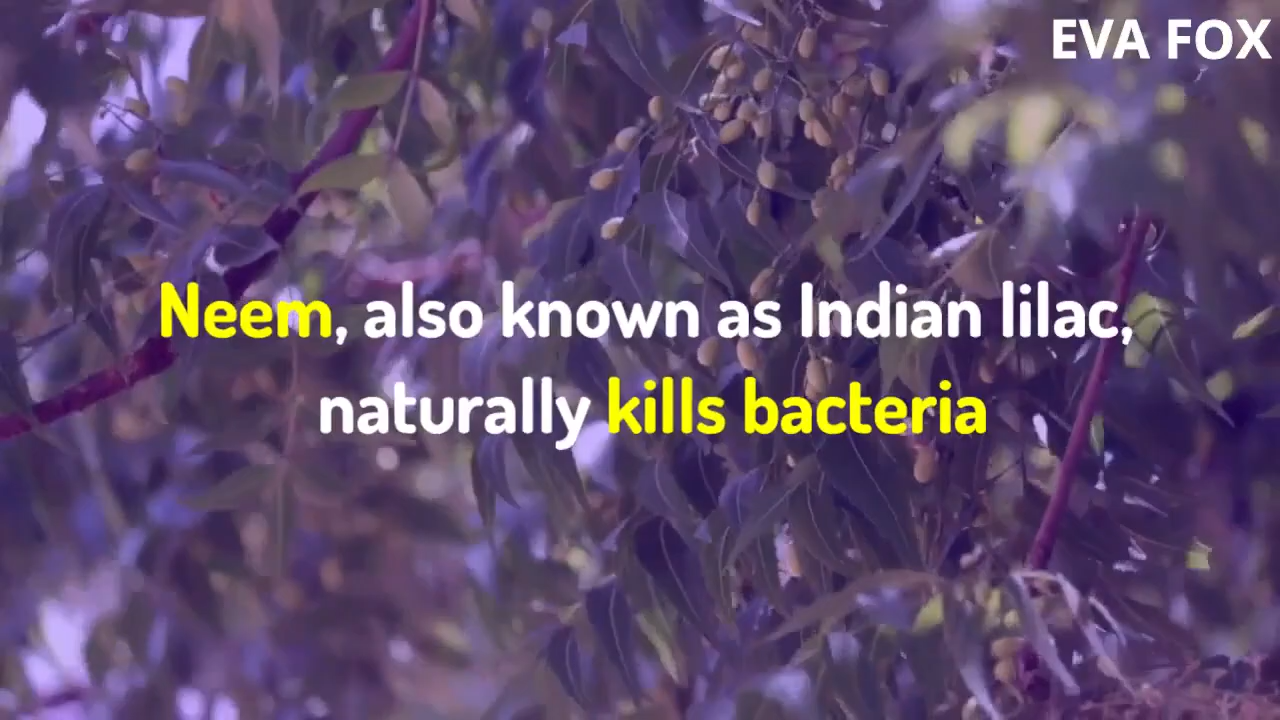 EVA FOX
Neem, also known as Indian lilac,
naturally kills bacteria